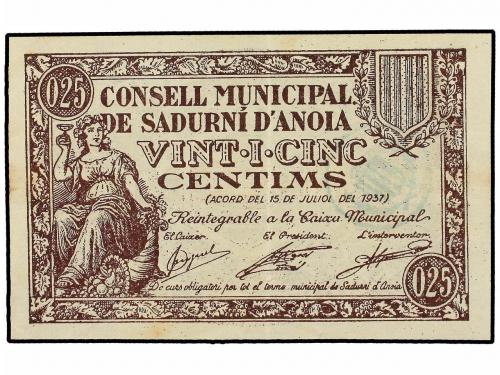 0.25
CONSELL MUNICIPAL
DE SADURNÍ D'ANOIA
VINT·I·CINC
CENTIMS
(ACORD DEL 15 DE JULIOL DEL 1937)
Reintegrable a la Caixa Municipal
El Caixer El President L'interventor
De curs obligatori per tot el terme municipal de Sadurní d'Anoia
0.25